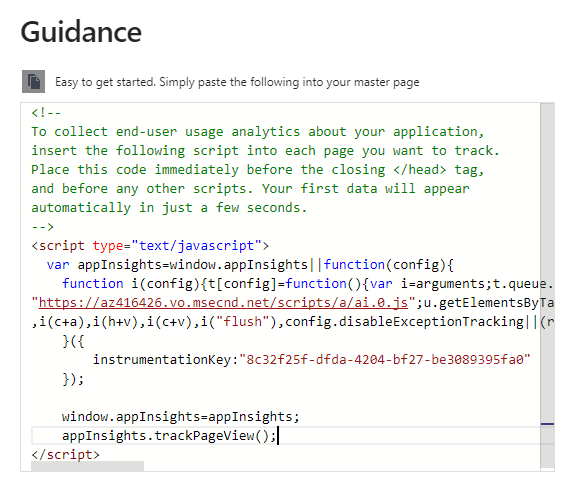 Guidance
Easy to get started. Simply paste the following into your master page
<!--
To collect end-user usage analytics about your application,
insert the following script into each page you want to track.
Place this code immediately before the closing </head> tag,
and before any other scripts. Your first data will appear
automatically in just a few seconds.
-->
<script type="text/javascript">
  var appInsights=window.appInsights||function(config){
    function i(config){t[config]=function(){var i=arguments;t.queue.
"https://az416426.vo.msecnd.net/scripts/a/ai.0.js";u.getElementsByTa
,i(c+a),i(h+v),i(c+v),i("flush"),config.disableExceptionTracking||(r
    }({
        instrumentationKey:"8c32f25f-dfda-4204-bf27-be3089395fa0"
    });
    window.appInsights=appInsights;
    appInsights.trackPageView();
</script>